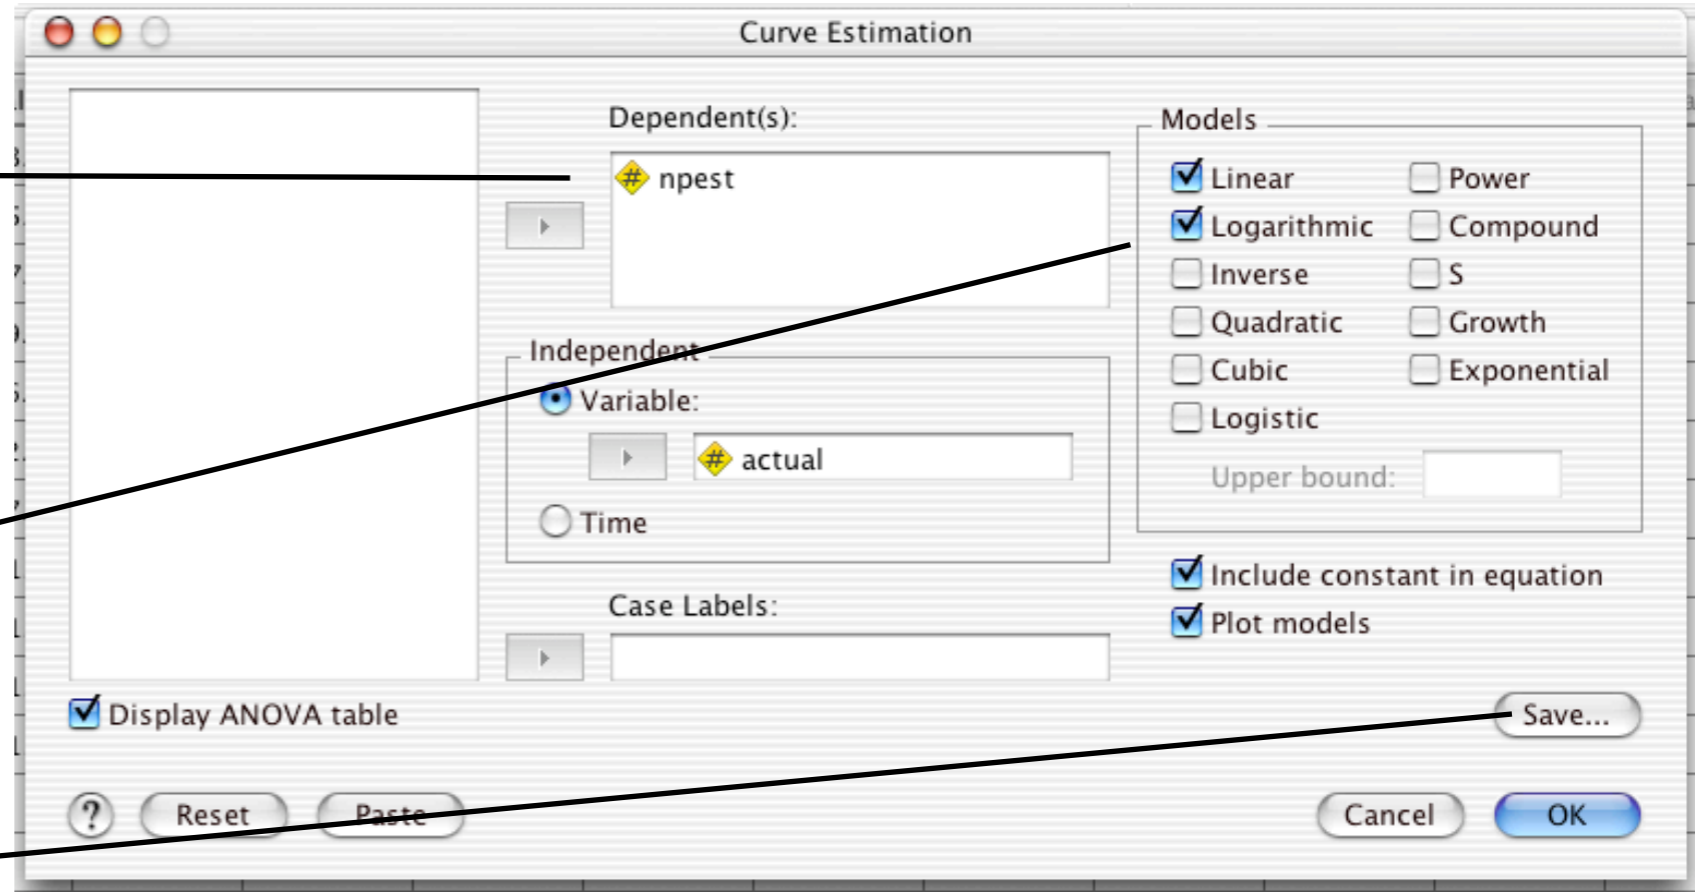 Curve Estimation
Dependent(s):
# npest
Independent
Variable:
# actual
Time
Case Labels:
Models
Linear
Power
Logarithmic
Compound
Inverse
S
Quadratic
Growth
Cubic
Exponential
Logistic
Upper bound:
Include constant in equation
Plot models
Display ANOVA table
Save...
?
Reset
Paste
Cancel
OK